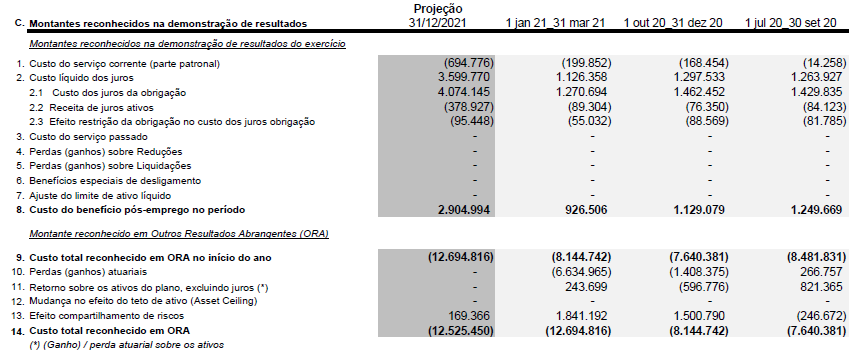 Projeção
C. Montantes reconhecidos na demonstração de resultados 31/12/2021 1 jan 21_31 mar 21 1 out 20_31 dez 20 1 jul 20_30 set 20
Montantes reconhecidos na demonstração de resultados do exercício
1. Custo do serviço corrente (parte patronal) (694.776) (199.852) (168.454) (14.258)
2. Custo líquido dos juros 3.599.770 1.126.358 1.297.533 1.263.927
2.1 Custo dos juros da obrigação 4.074.145 1.270.694 1.462.452 1.429.835
2.2 Receita de juros ativos (378.927) (89.304) (76.350) (84.123)
2.3 Efeito restrição da obrigação no custo dos juros obrigação (95.448) (55.032) (88.569) (81.785)
3. Custo do serviço passado - - - -
4. Perdas (ganhos) sobre Reduções - - - -
5. Perdas (ganhos) sobre Liquidações - - - -
6. Benefícios especiais de desligamento - - - -
7. Ajuste do limite de ativo líquido - - - -
8. Custo do benefício pós-emprego no período 2.904.994 926.506 1.129.079 1.249.669
Montante reconhecido em Outros Resultados Abrangentes (ORA)
9. Custo total reconhecido em ORA no início do ano (12.694.816) (8.144.742) (7.640.381) (8.481.831)
10. Perdas (ganhos) atuariais - (6.634.965) (1.408.375) 266.757
11. Retorno sobre os ativos do plano, excluindo juros (*) - 243.699 (596.776) 821.365
12. Mudança no efeito do teto de ativo (Asset Ceiling) - - - -
13. Efeito compartilhamento de riscos 169.366 1.841.192 1.500.790 (246.672)
14. Custo total reconhecido em ORA (12.525.450) (12.694.816) (8.144.742) (7.640.381)
(*) (Ganho) / perda atuarial sobre os ativos